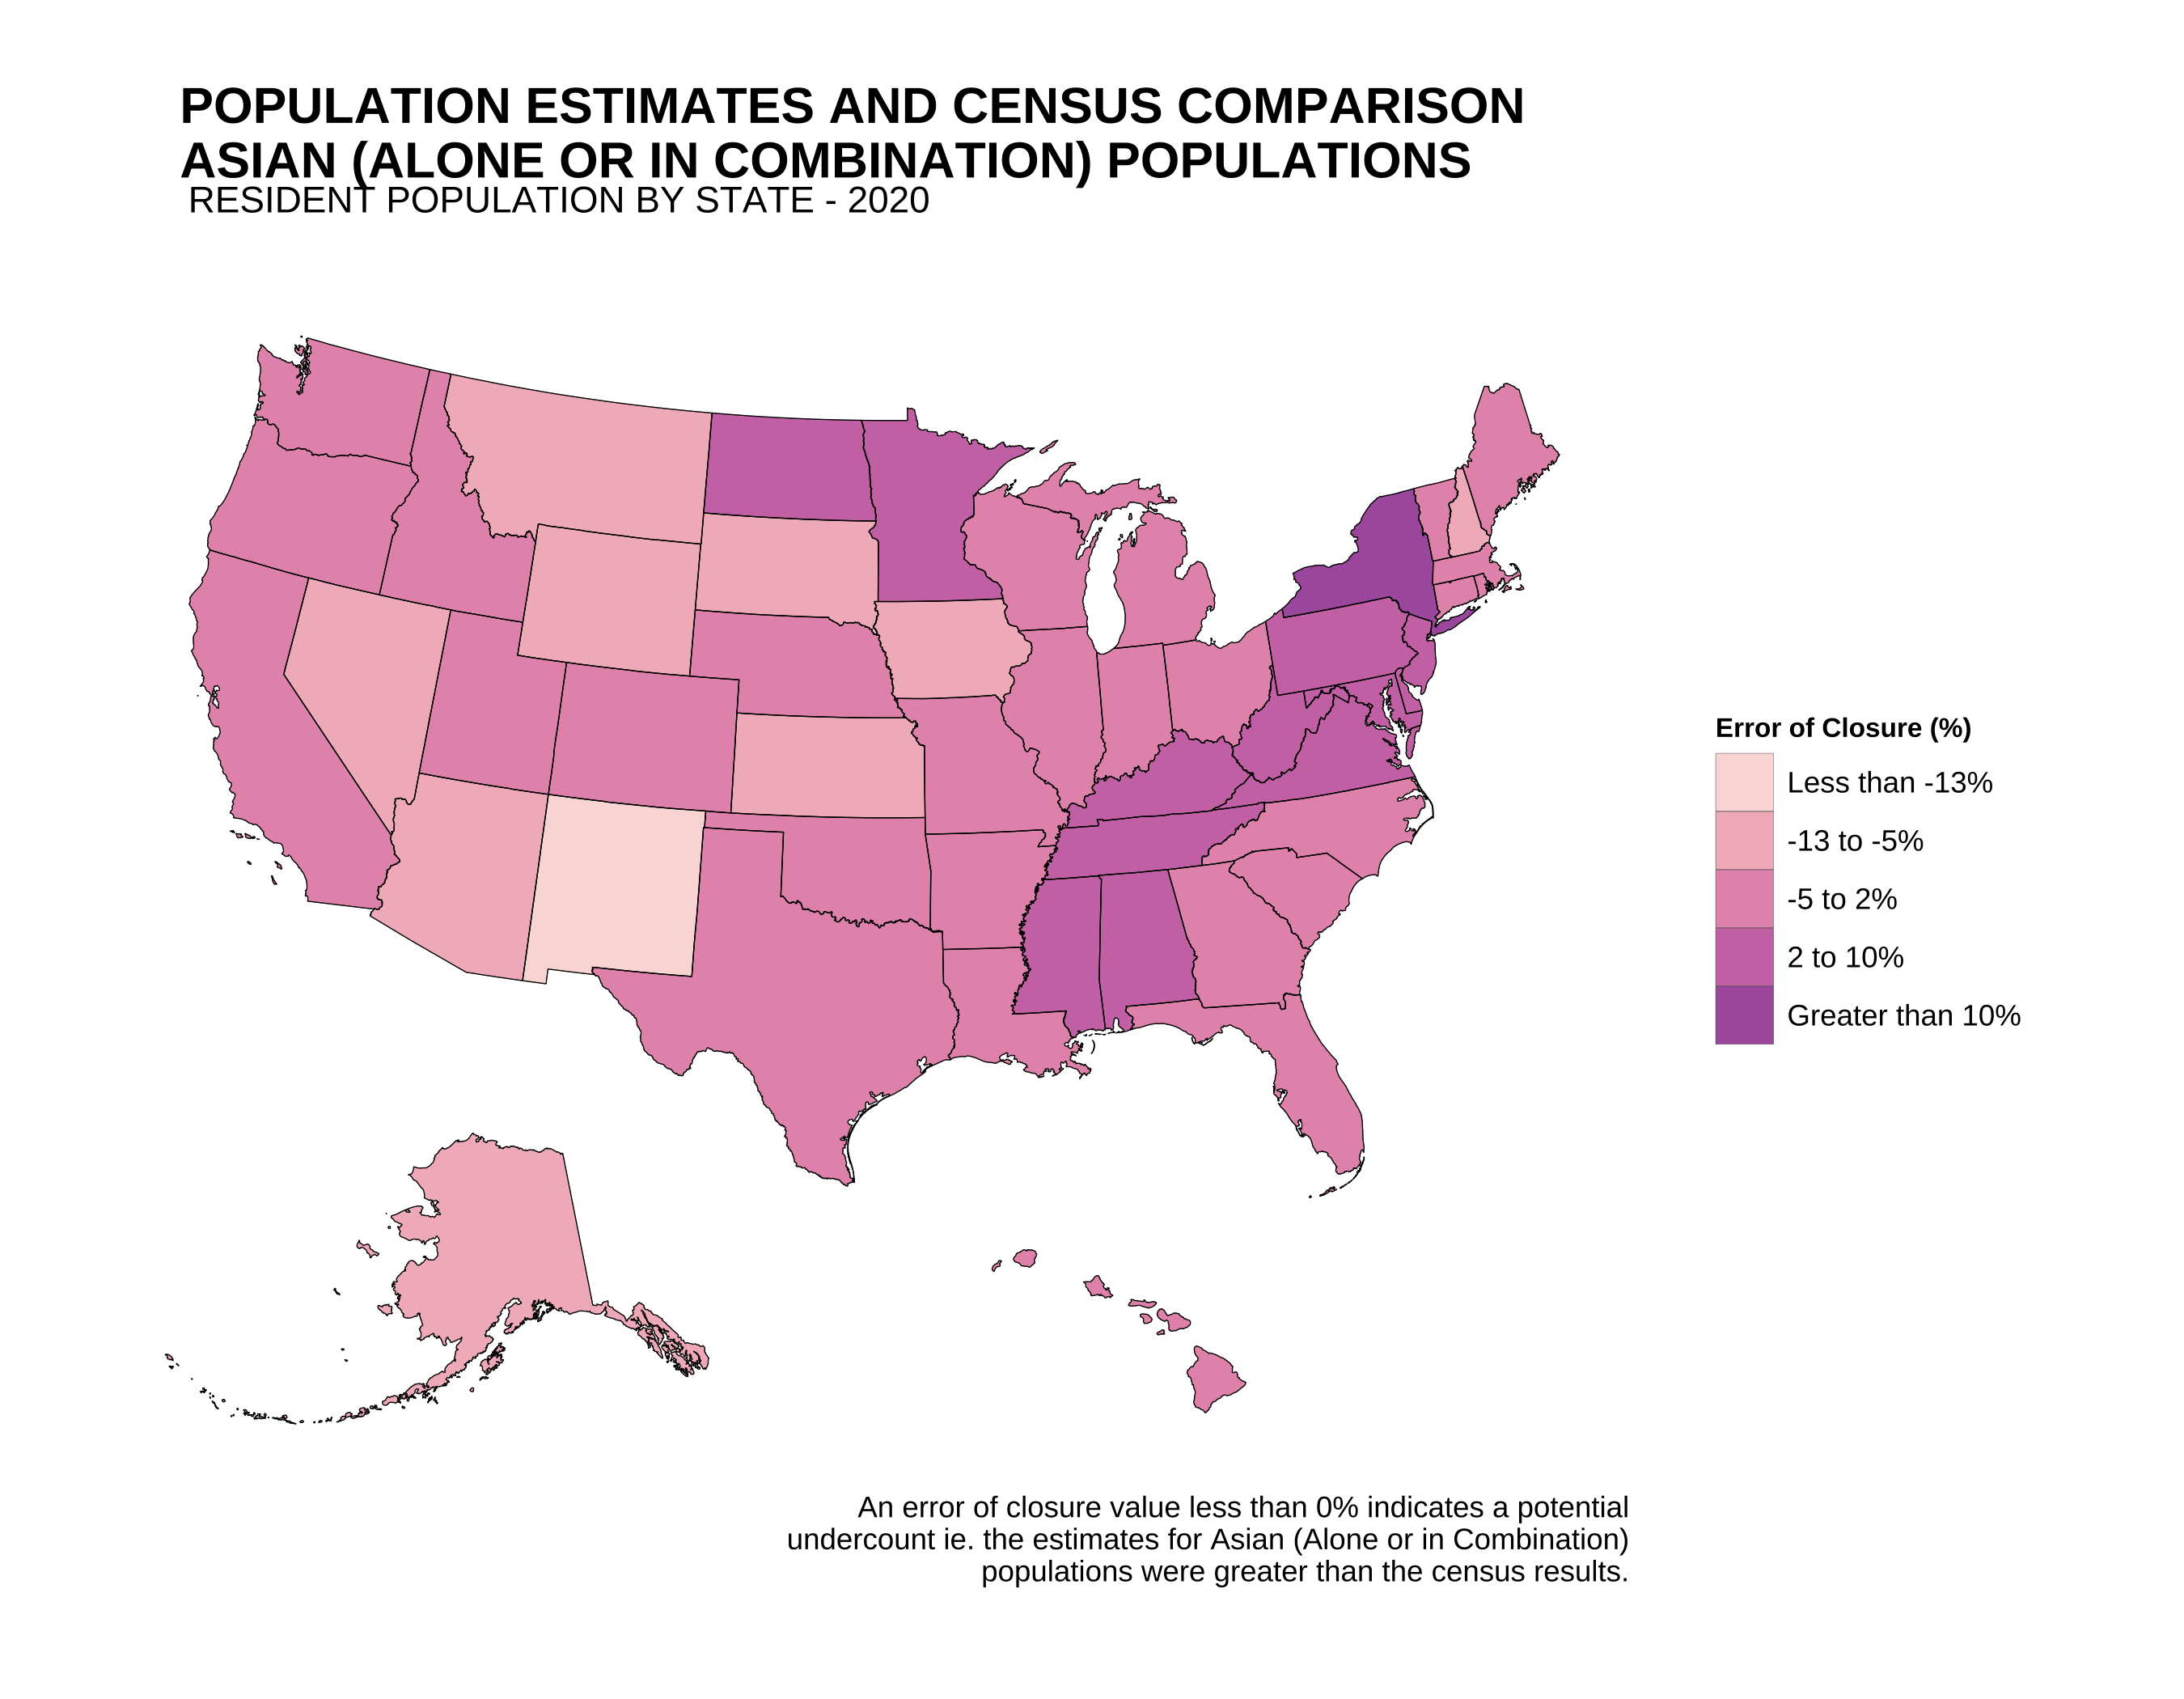 POPULATION ESTIMATES AND CENSUS COMPARISON
ASIAN (ALONE OR IN COMBINATION) POPULATIONS
RESIDENT POPULATION BY STATE - 2020
Error of Closure (%)
Less than -13%
-13 to -5%
-5 to 2%
2 to 10%
Greater than 10%
An error of closure value less than 0% indicates a potential
undercount ie. the estimates for Asian (Alone or in Combination)
populations were greater than the census results.